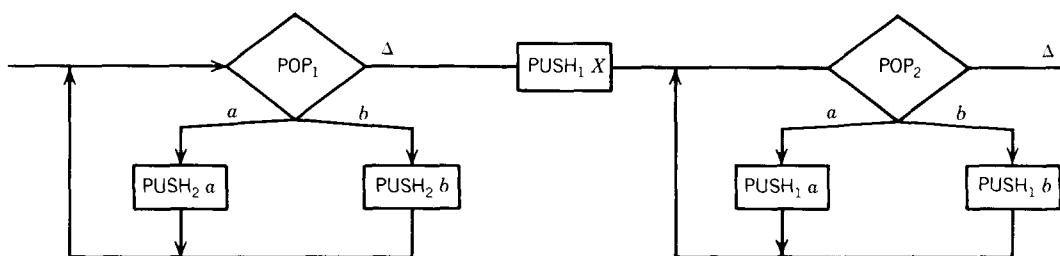 POP₁
Δ
PUSH₁ X
POP₂
Δ
a
b
a
b
PUSH₂ a
PUSH₂ b
PUSH₁ a
PUSH₁ b